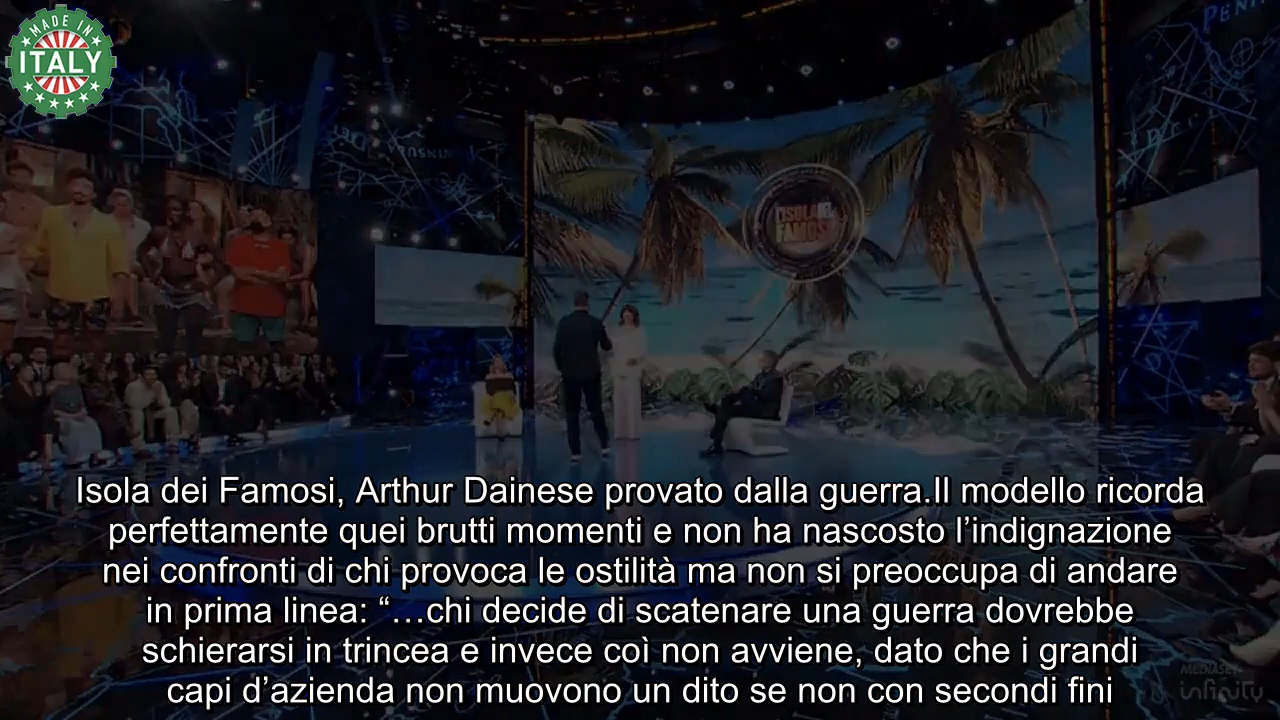 MADE IN
ITALY
PENI
L'ISOLA DEI
FAMOSI
Isola dei Famosi, Arthur Dainese provato dalla guerra.Il modello ricorda
perfettamente quei brutti momenti e non ha nascosto l’indignazione
nei confronti di chi provoca le ostilità ma non si preoccupa di andare
in prima linea: “…chi decide di scatenare una guerra dovrebbe
schierarsi in trincea e invece coì non avviene, dato che i grandi
capi d’azienda non muovono un dito se non con secondi fini
MEDIASET
infinity